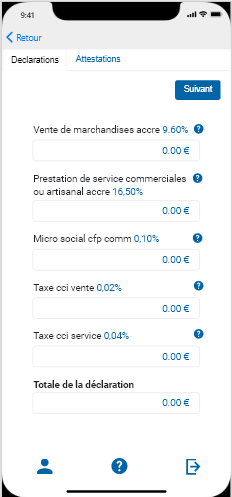 9:41
Retour
Declarations
Attestations
Suivant
Vente de marchandises accre 9.60% ?
0.00 €
Prestation de service commerciales ?
ou artisanal accre 16,50%
0.00 €
Micro social cfp comm 0,10% ?
0.00 €
Taxe cci vente 0,02% ?
0.00 €
Taxe cci service 0,04% ?
0.00 €
Totale de la déclaration
0.00 €
?